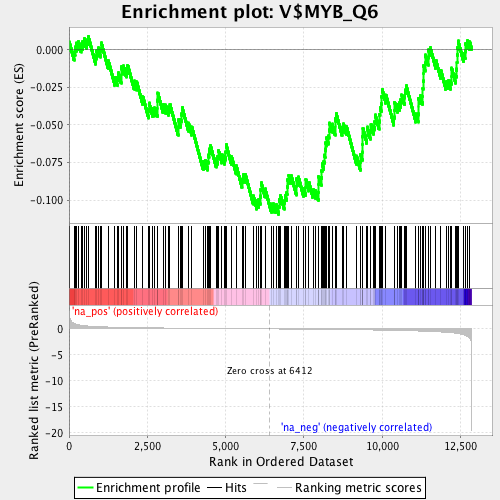 Enrichment plot: V$MYB_Q6
Enrichment score (ES)
0.000
-0.025
-0.050
-0.075
-0.100
'na_pos' (positively correlated)
Ranked list metric (PreRanked)
0
-5
-10
-15
-20
Zero cross at 6412
'na_neg' (negatively correlated)
0
2,500
5,000
7,500
10,000
12,500
Rank in Ordered Dataset
Enrichment profile
Hits
Ranking metric scores